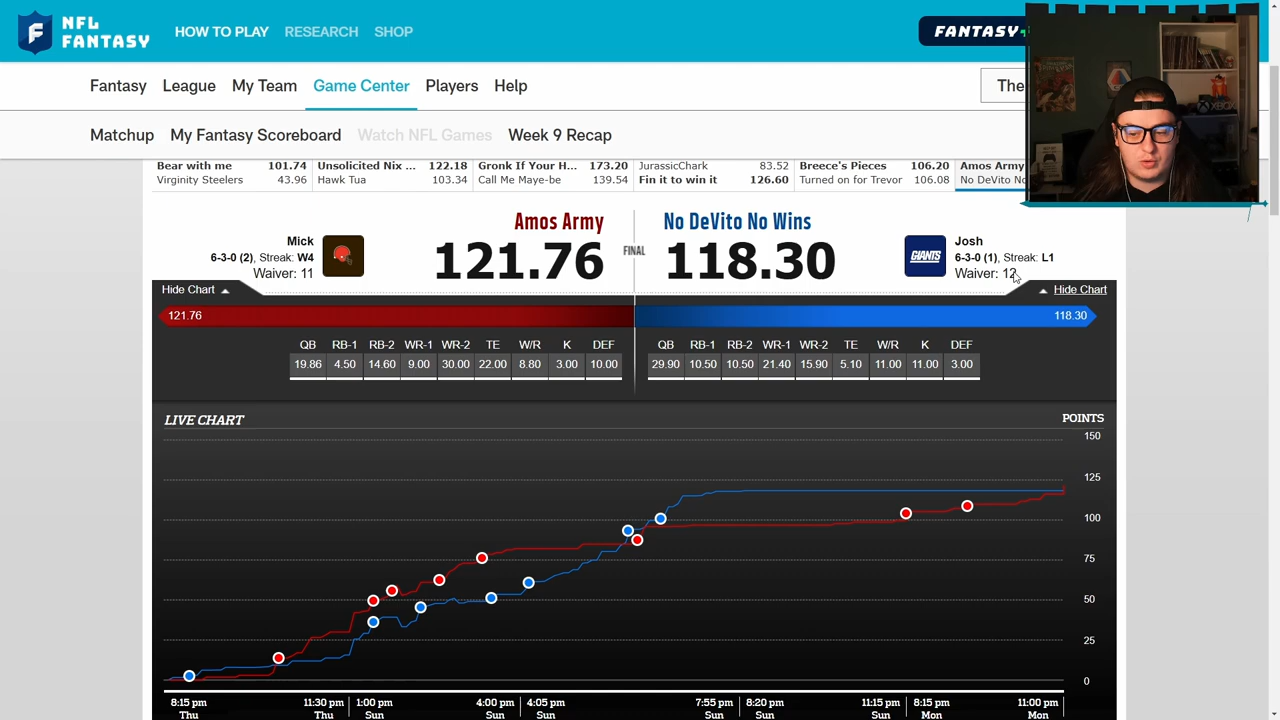 NFL FANTASY
HOW TO PLAY RESEARCH SHOP
FANTASY+
Fantasy League My Team Game Center Players Help
The
Matchup My Fantasy Scoreboard Watch NFL Games Week 9 Recap
Bear with me 101.74 Unsolicited Nix ... 122.18 Gronk If Your H... 173.20 JurassicChark 83.52 Breece's Pieces 106.20 Amos Army
Virginity Steelers 43.96 Hawk Tua 103.34 Call Me Maye-be 139.54 Fin it to win it 126.60 Turned on for Trevor 106.08 No DeVito No
Amos Army No DeVito No Wins
Mick
6-3-0 (2), Streak: W4
Waiver: 11
121.76 FINAL 118.30
GIANTS
Josh
6-3-0 (1), Streak: L1
Waiver: 12
Hide Chart Hide Chart
121.76 118.30
QB RB-1 RB-2 WR-1 WR-2 TE W/R K DEF QB RB-1 RB-2 WR-1 WR-2 TE W/R K DEF
19.86 4.50 14.60 9.00 30.00 22.00 8.80 3.00 10.00 29.90 10.50 10.50 21.40 15.90 5.10 11.00 11.00 3.00
LIVE CHART POINTS
150
125
100
75
50
25
0
8:15 pm 11:30 pm 1:00 pm 4:00 pm 4:05 pm 7:55 pm 8:20 pm 11:15 pm 8:15 pm 11:00 pm
Thu Thu Sun Sun Sun Sun Sun Sun Mon Mon
XBOX